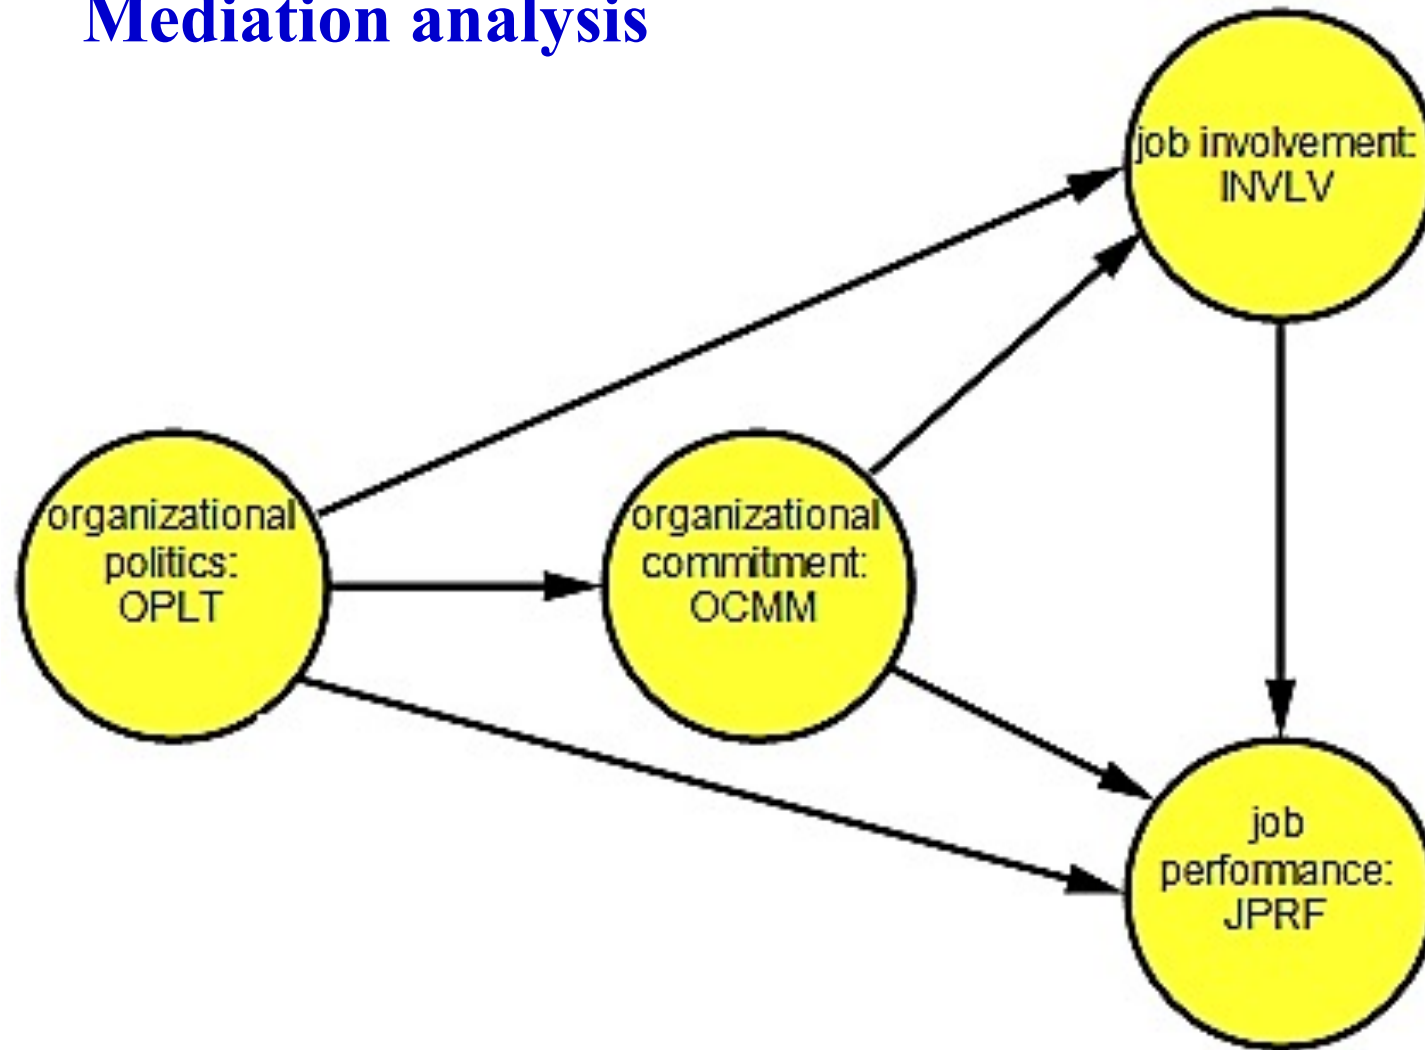 Mediation analysis
job involvement:
INVLV
organizational
politics:
OPLT
organizational
commitment:
OCMM
job
performance:
JPRF